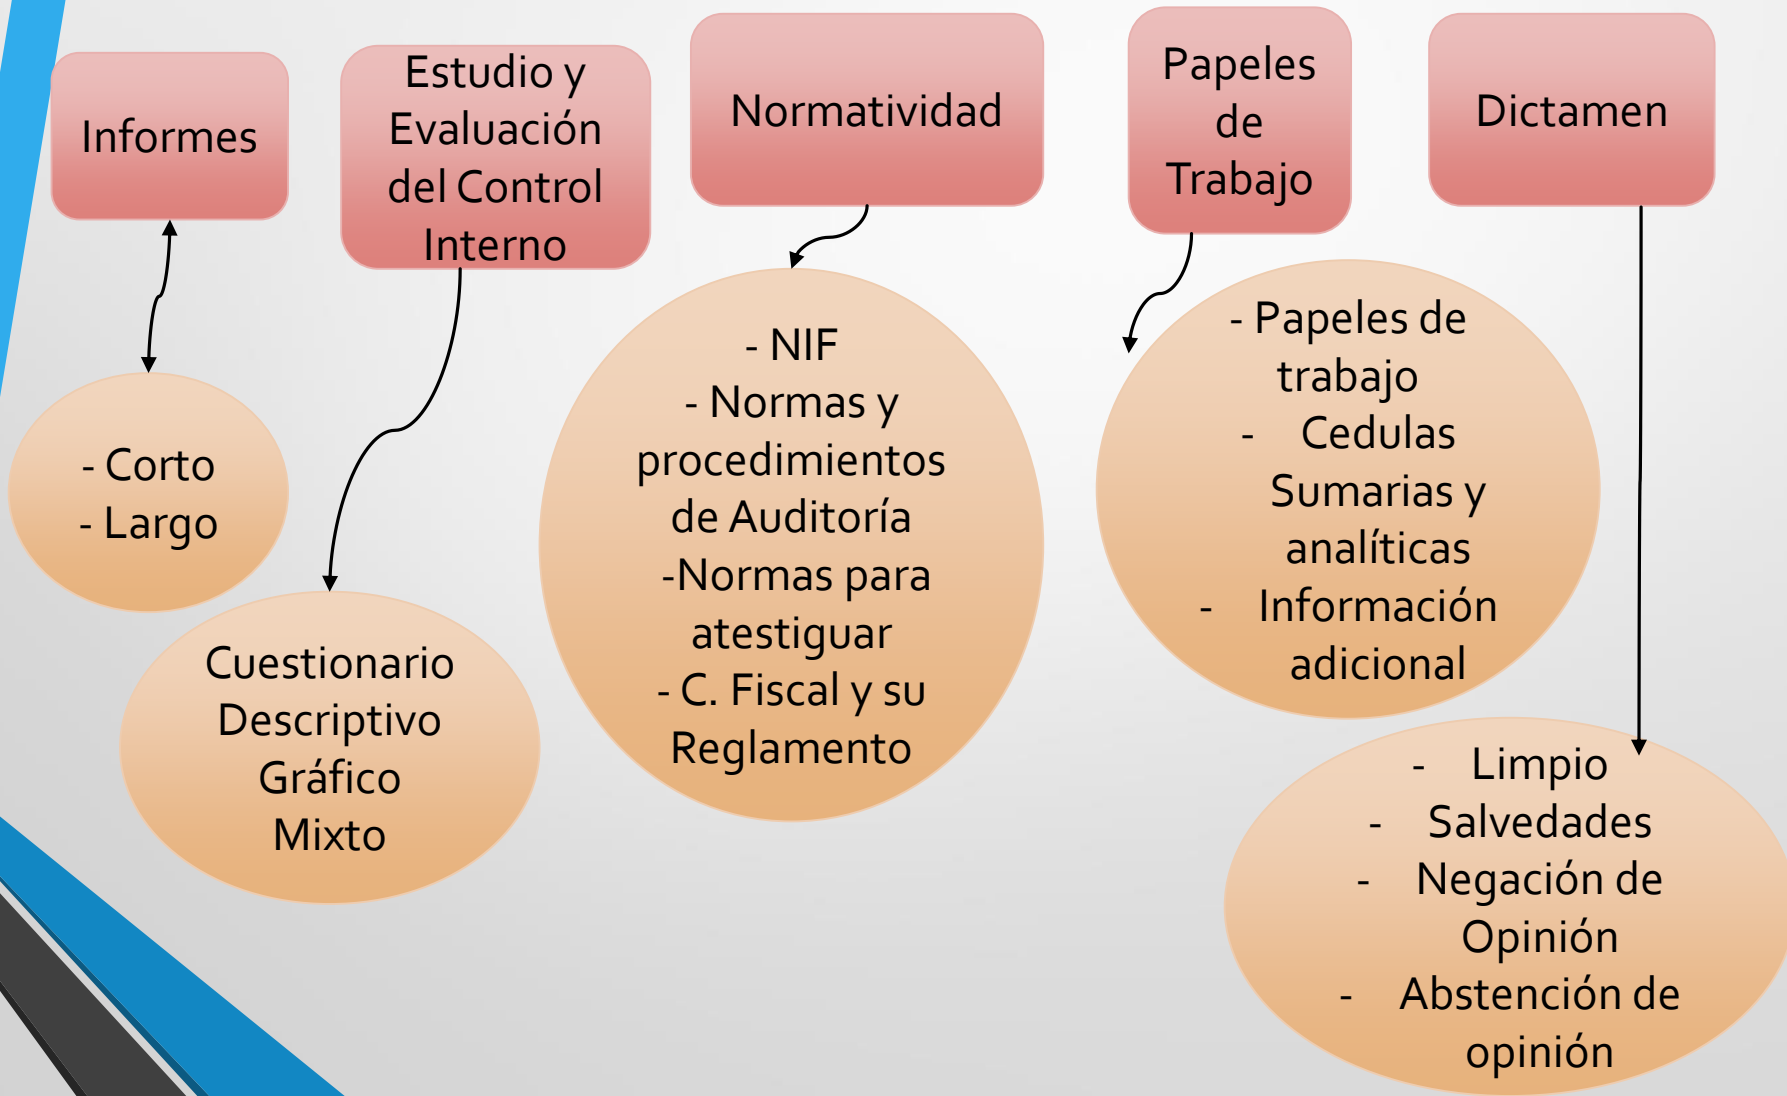 Informes
Estudio y
Evaluación
del Control
Interno
Normatividad
Papeles
de
Trabajo
Dictamen
- Corto
- Largo
Cuestionario
Descriptivo
Gráfico
Mixto
- NIF
- Normas y
procedimientos
de Auditoría
-Normas para
atestiguar
- C. Fiscal y su
Reglamento
- Papeles de
trabajo
- Cedulas
Sumarias y
analíticas
- Información
adicional
- Limpio
- Salvedades
- Negación de
Opinión
- Abstención de
opinión